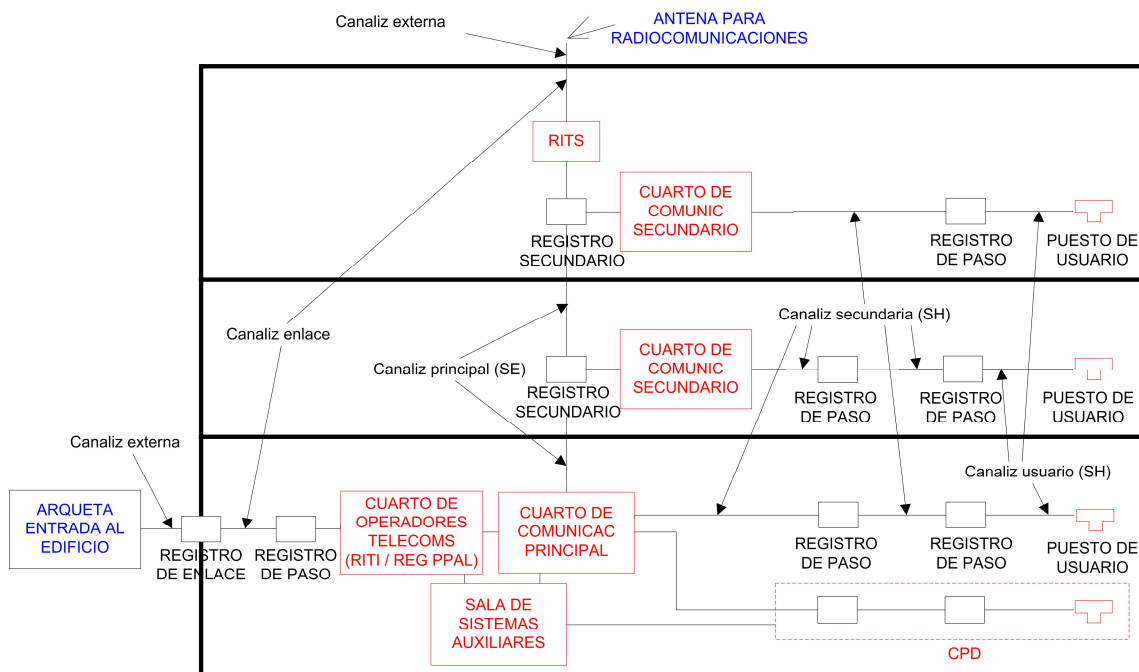 Canaliz externa
ANTENA PARA
RADIOCOMUNICACIONES
RITS
CUARTO DE
COMUNIC
SECUNDARIO
REGISTRO
SECUNDARIO
REGISTRO
DE PASO
PUESTO DE
USUARIO
Canaliz enlace
Canaliz secundaria (SH)
Canaliz principal (SE)
CUARTO DE
COMUNIC
SECUNDARIO
REGISTRO
SECUNDARIO
REGISTRO
DE PASO
REGISTRO
DE PASO
PUESTO DE
USUARIO
Canaliz externa
Canaliz usuario (SH)
ARQUETA
ENTRADA AL
EDIFICIO
REGISTRO
DE ENLACE
REGISTRO
DE PASO
CUARTO DE
OPERADORES
TELECOMS
(RITI / REG PPAL)
CUARTO DE
COMUNICAC
PRINCIPAL
REGISTRO
DE PASO
REGISTRO
DE PASO
PUESTO DE
USUARIO
SALA DE
SISTEMAS
AUXILIARES
CPD